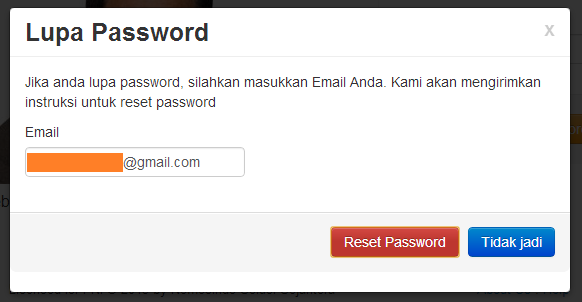 Lupa Password
x
Jika anda lupa password, silahkan masukkan Email Anda. Kami akan mengirimkan
instruksi untuk reset password
Email
@gmail.com
Reset Password
Tidak jadi